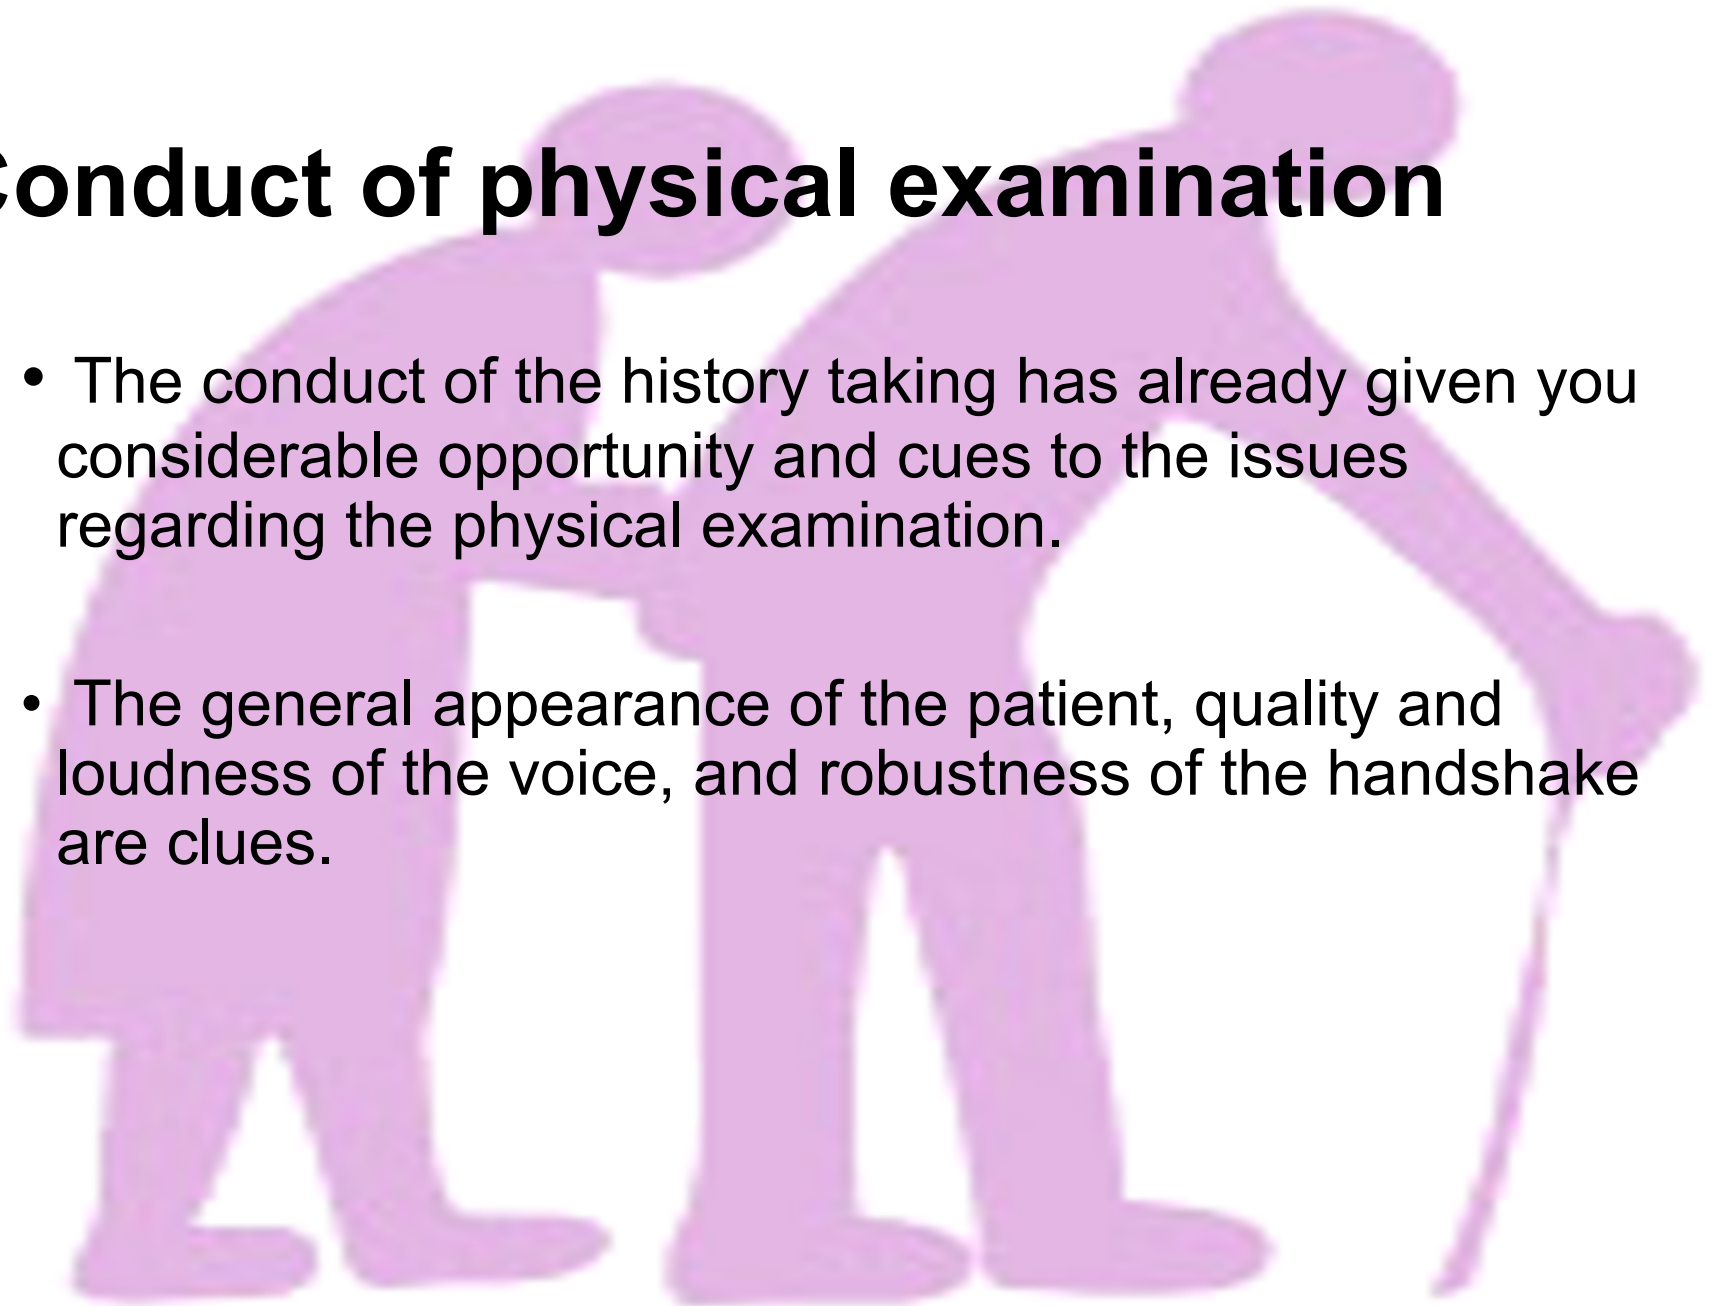 Conduct of physical examination
• The conduct of the history taking has already given you
considerable opportunity and cues to the issues
regarding the physical examination.
• The general appearance of the patient, quality and
loudness of the voice, and robustness of the handshake
are clues.